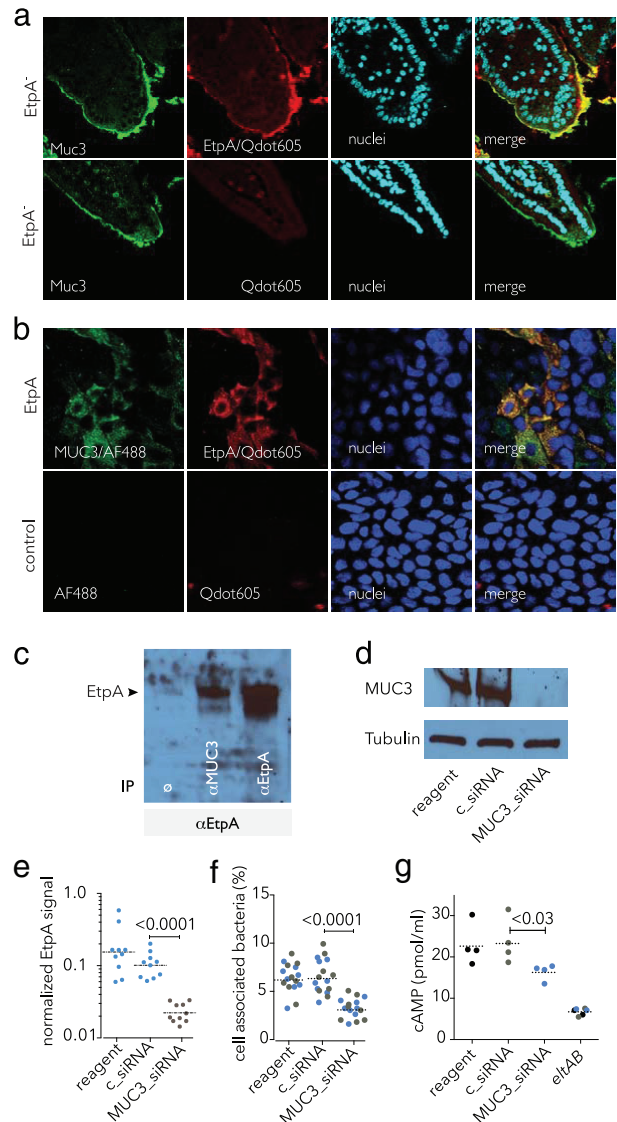 a
EtpA-
Muc3
EtpA/Qdot605
nuclei
merge
EtpA-
Muc3
Qdot605
nuclei
merge
b
EtpA
MUC3/AF488
EtpA/Qdot605
nuclei
merge
control
AF488
Qdot605
nuclei
merge
c
EtpA
IP
ø
αMUC3
αEtpA
αEtpA
d
MUC3
Tubulin
reagent
c_siRNA
MUC3_siRNA
e
normalized EtpA signal
1.0
0.1
0.01
<0.0001
reagent
c_siRNA
MUC3_siRNA
f
cell associated bacteria (%)
15
10
5
0
<0.0001
reagent
c_siRNA
MUC3_siRNA
g
cAMP (pmol/ml)
30
20
10
0
<0.03
reagent
c_siRNA
MUC3_siRNA
eltAB